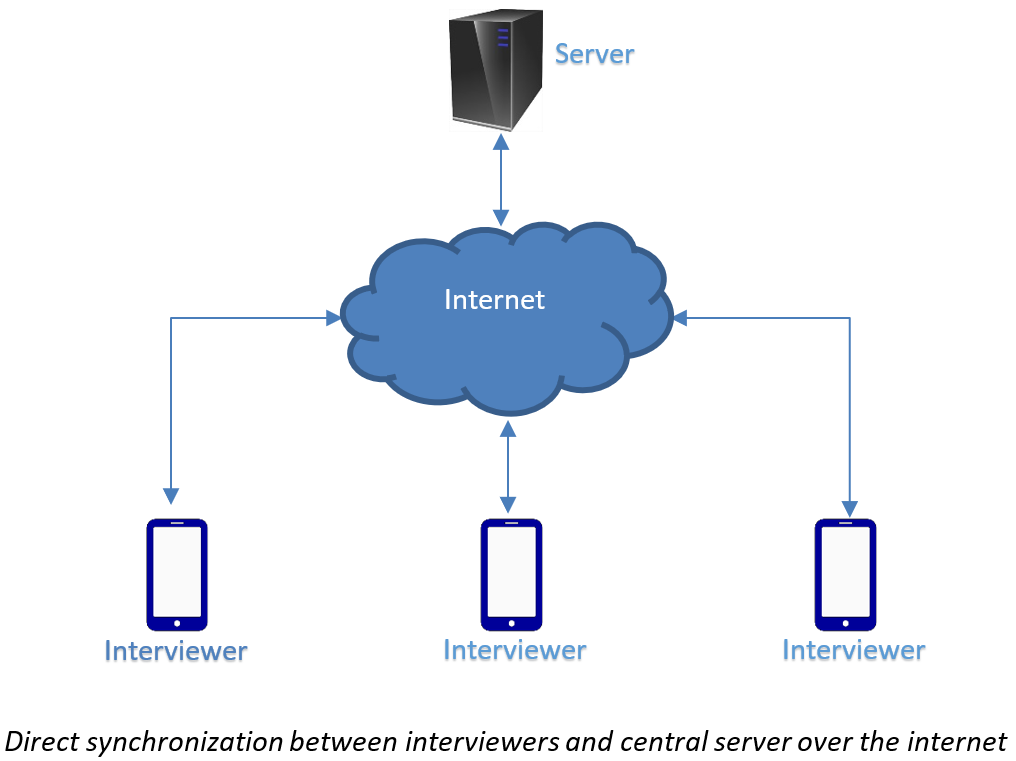 Server
Internet
Interviewer
Interviewer
Interviewer
Direct synchronization between interviewers and central server over the internet